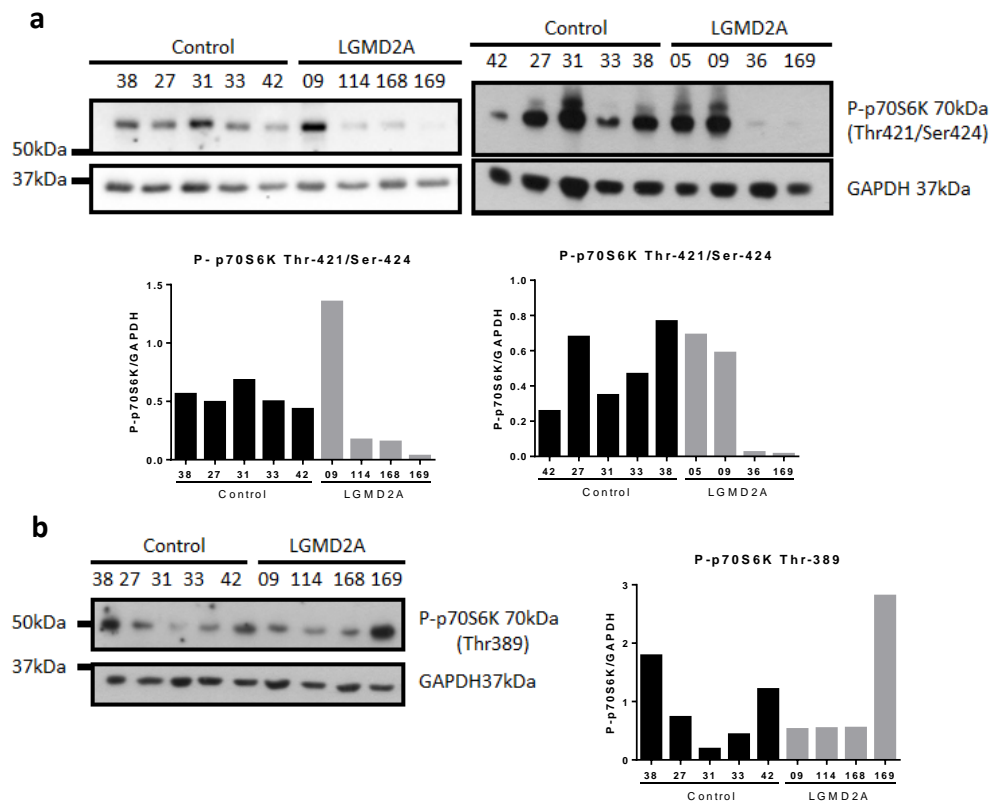 a
Control LGMD2A
38 27 31 33 42 09 114 168 169
50kDa
37kDa
Control LGMD2A
42 27 31 33 38 05 09 36 169
P-p70S6K 70kDa
(Thr421/Ser424)
GAPDH 37kDa
P- p70S6K Thr-421/Ser-424
P-p70S6K/GAPDH
1.5
1.0
0.5
0.0
38 27 31 33 42 09 114 168 169
Control LGMD2A
P-p70S6K Thr-421/Ser-424
P-p70S6K/GAPDH
1.0
0.8
0.6
0.4
0.2
0.0
42 27 31 33 38 05 09 36 169
Control LGMD2A
b
Control LGMD2A
38 27 31 33 42 09 114 168 169
50kDa
37kDa
P-p70S6K 70kDa
(Thr389)
GAPDH37kDa
P-p70S6K Thr-389
P-p70S6K/GAPDH
3
2
1
0
38 27 31 33 42 09 114 168 169
Control LGMD2A